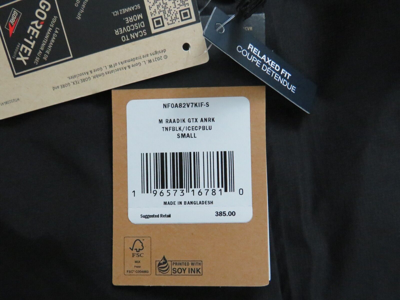 GORE-TEX
SCAN TO
DISCOVER
MORE.
RELAXED FIT
COUPE DÉTENDUE
NF0A82V7KIF-S
M RAADIK GTX ANRK
TNFBLK/ICECPBLU
SMALL
1 96573 16781 0
MADE IN BANGLADESH
Suggested Retail 385.00
FSC
PRINTED WITH
SOY INK